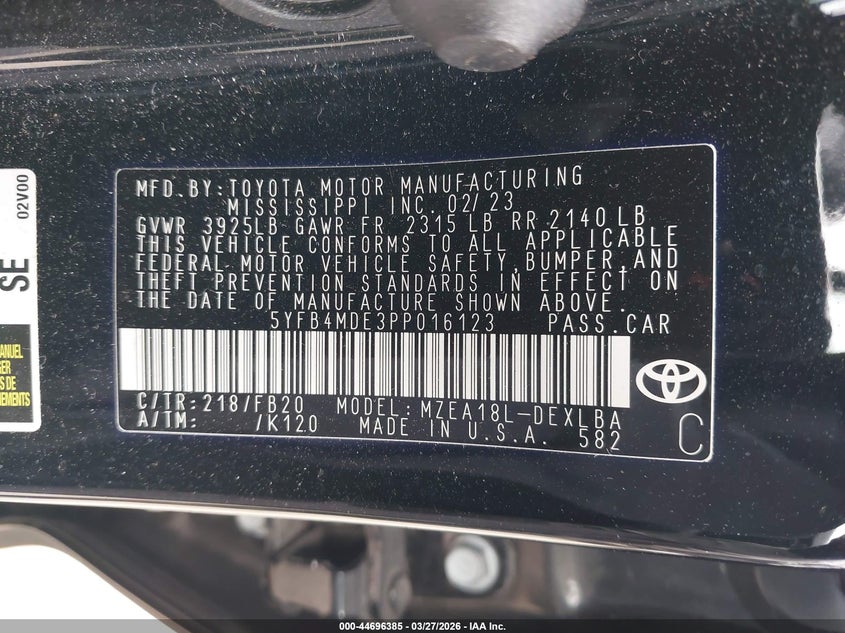 MFD.BY:TOYOTA MOTOR MANUFACTURING
MISSISSIPPI INC. 02/23
GVWR 3925LB GAWR FR 2315 LB RR 2140 LB
THIS VEHICLE CONFORMS TO ALL APPLICABLE
FEDERAL MOTOR VEHICLE SAFETY,BUMPER,AND
THEFT PREVENTION STANDARDS IN EFFECT ON
THE DATE OF MANUFACTURE SHOWN ABOVE.
5YFB4MDE3PP016123 PASS.CAR
C/TR:218/FB20 MODEL:MZEA18L-DEXLBA
A/TM: /K120 MADE IN U.S.A. 582
C
02V00
SE
MANUEL
DE
000-44696385 — 03/27/2026 — IAA Inc.